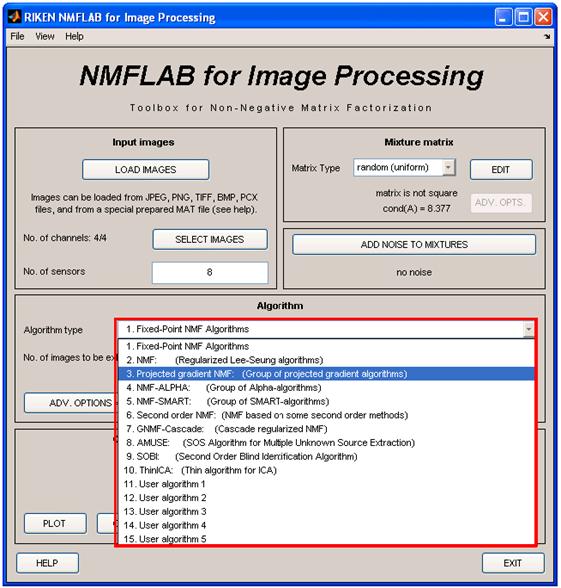 RIKEN NMFLAB for Image Processing
File View Help
NMFLAB for Image Processing
Toolbox for Non-Negative Matrix Factorization
Input images
LOAD IMAGES
Images can be loaded from JPEG, PNG, TIFF, BMP, PCX
files, and from a special prepared MAT file (see help).
No. of channels: 4/4
SELECT IMAGES
No. of sensors
8
Mixture matrix
Matrix Type
random (uniform)
EDIT
matrix is not square
cond(A) = 8.377
ADV. OPTS.
ADD NOISE TO MIXTURES
no noise
Algorithm
Algorithm type
1. Fixed-Point NMF Algorithms
No. of images to be
ADV. OPTIONS
1. Fixed-Point NMF Algorithms
2. NMF: (Regularized Lee-Seung algorithms)
3. Projected gradient NMF: (Group of projected gradient algorithms)
4. NMF-ALPHA: (Group of Alpha-algorithms)
5. NMF-SMART: (Group of SMART-algorithms)
6. Second order NMF: (NMF based on some second order methods)
7. GNMF-Cascade: (Cascade regularized NMF)
8. AMUSE: (SOS Algorithm for Multiple Unknown Source Extraction)
9. SOBI: (Second Order Blind Identification Algorithm)
10. ThinICA: (Thin algorithm for ICA)
11. User algorithm 1
12. User algorithm 2
13. User algorithm 3
14. User algorithm 4
15. User algorithm 5
PLOT
HELP
EXIT